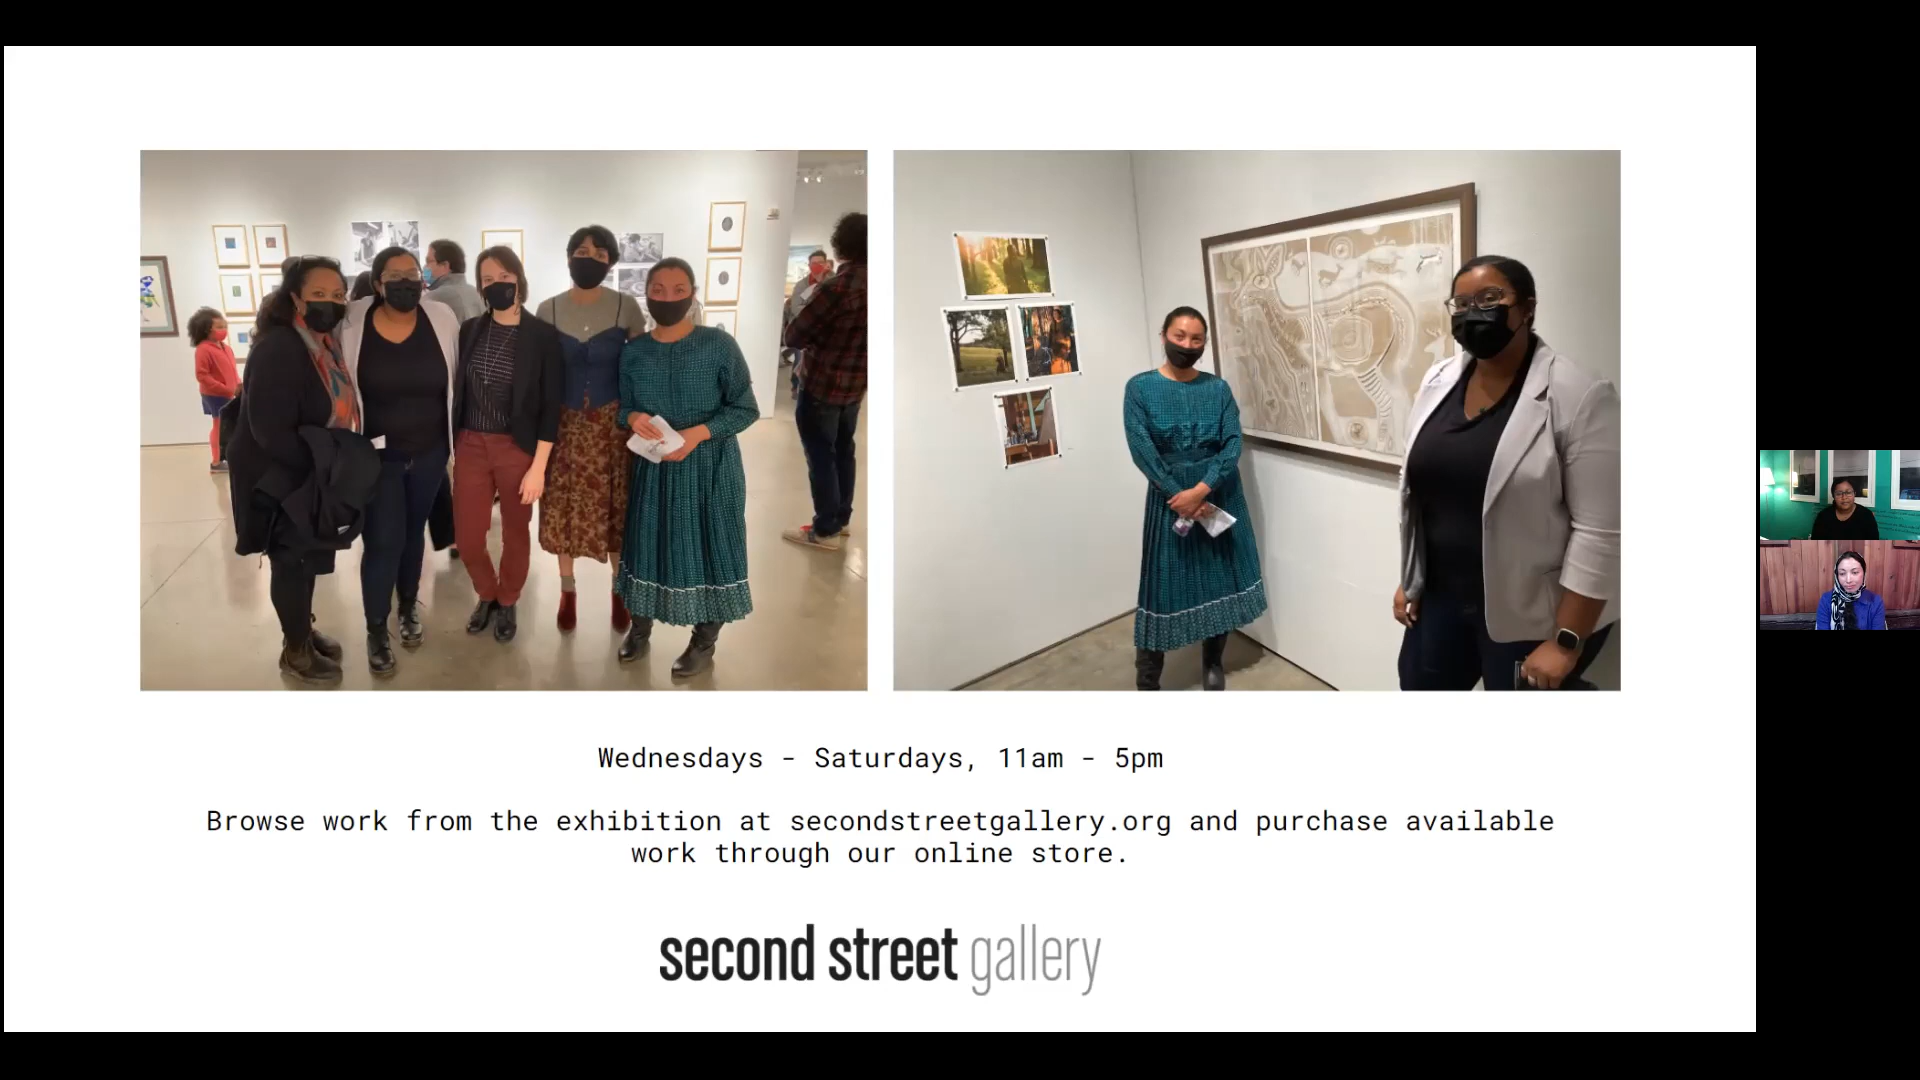 Wednesdays - Saturdays, 11am - 5pm
Browse work from the exhibition at secondstreetgallery.org and purchase available
work through our online store.
second street gallery